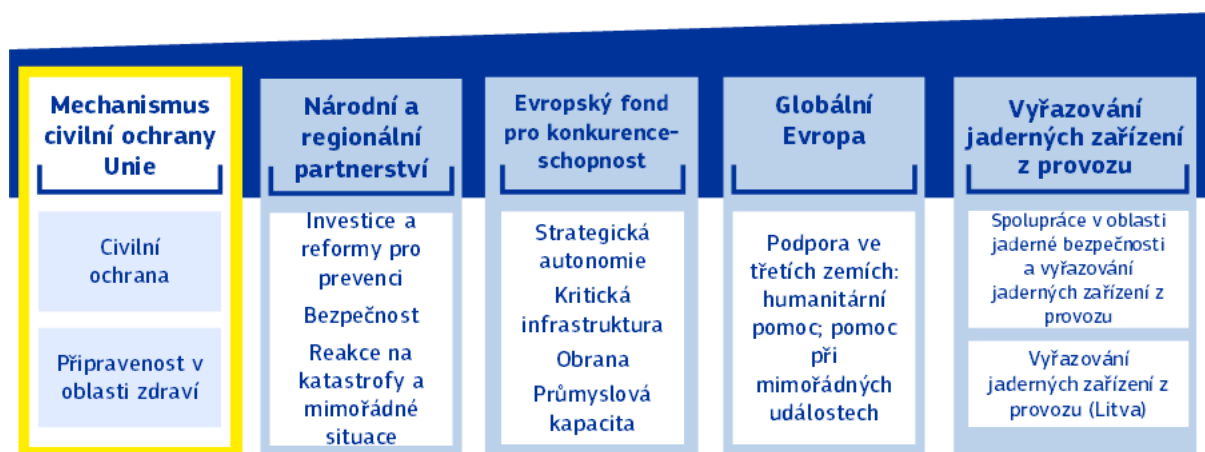 Mechanismus
civilní ochrany
Unie
Civilní
ochrana
Připravenost v
oblasti zdraví
Národní a
regionální
partnerství
Investice a
reformy pro
prevenci
Bezpečnost
Reakce na
katastrofy a
mimořádné
situace
Evropský fond
pro konkurence-
schopnost
Strategická
autonomie
Kritická
infrastruktura
Obrana
Průmyslová
kapacita
Globální
Evropa
Podpora ve
třetích zemích:
humanitární
pomoc; pomoc
při
mimořádných
událostech
Vyřazování
jaderných zařízení
z provozu
Spolupráce v oblasti
jaderné bezpečnosti
a vyřazování
jaderných zařízení z
provozu
Vyřazování
jaderných zařízení z
provozu (Litva)